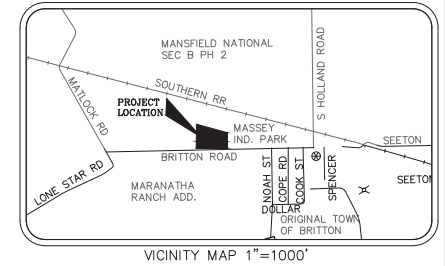 MANSFIELD NATIONAL
SEC B PH 2
S HOLLAND ROAD
SOUTHERN RR
MATLOCK RD
PROJECT
LOCATION
MASSEY
IND. PARK
SEETON
BRITTON ROAD
LONE STAR RD
MARANATHA
RANCH ADD.
NOAH ST
COPE RD
COOK ST
SPENCER
SEETON
DOLLAR
ORIGINAL TOWN
OF BRITTON
VICINITY MAP 1"=1000'